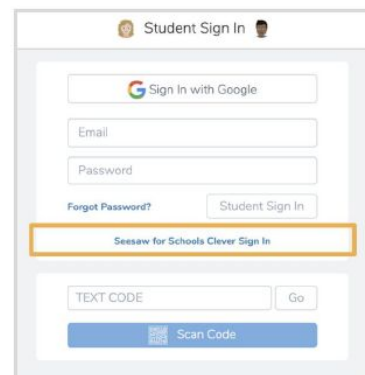 Student Sign In
Sign In with Google
Email
Password
Forgot Password? Student Sign In
Seesaw for Schools Clever Sign In
TEXT CODE Go
Scan Code